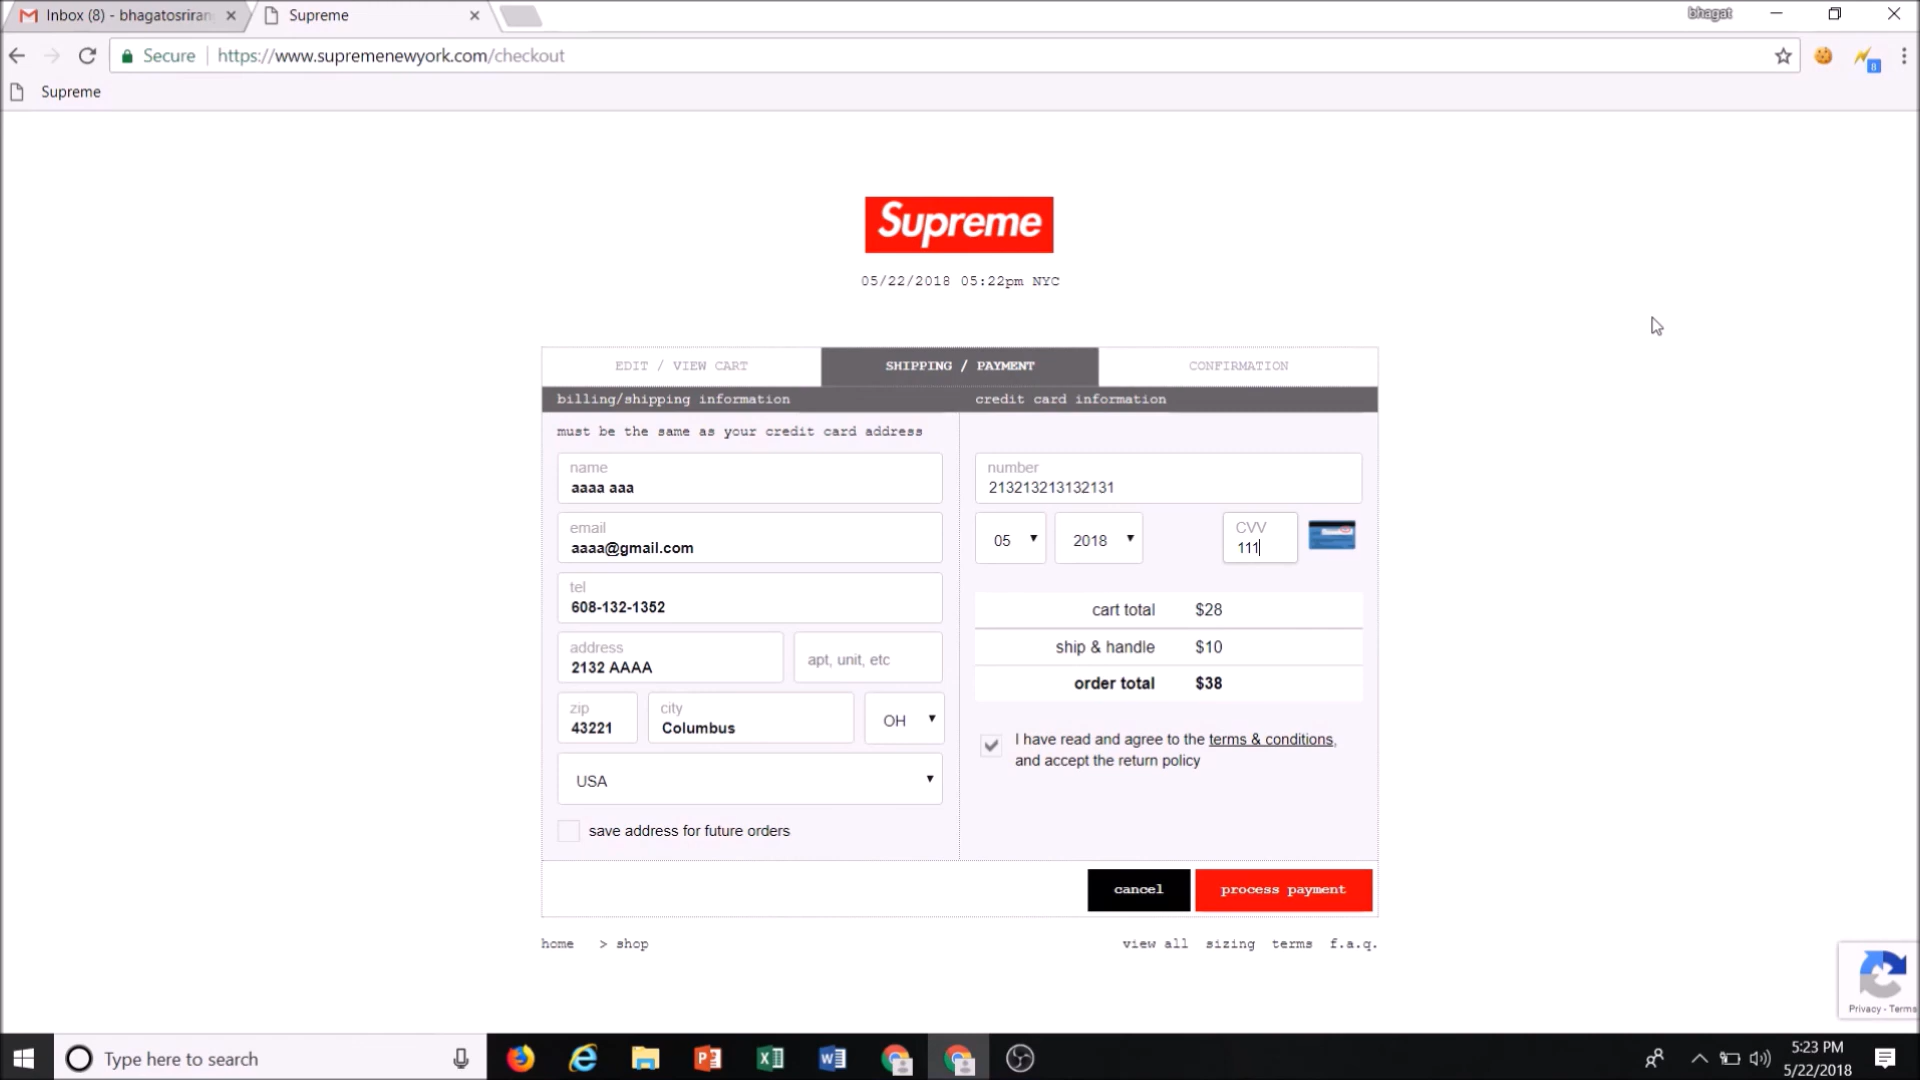 Inbox (8) - bhagatosriran
Supreme
bhagat
Secure
https://www.supremenewyork.com/checkout
8
Supreme
Supreme
05/22/2018 05:22pm NYC
EDIT / VIEW CART
SHIPPING / PAYMENT
CONFIRMATION
billing/shipping information
credit card information
must be the same as your credit card address
name
aaaa aaa
number
213213213132131
email
aaaa@gmail.com
05
2018
CVV
111
tel
608-132-1352
cart total $28
ship & handle $10
order total $38
address
2132 AAAA
apt, unit, etc
zip
43221
city
Columbus
OH
I have read and agree to the terms & conditions,
and accept the return policy
USA
save address for future orders
cancel
process payment
home > shop
view all sizing terms f.a.q.
Privacy - Terms
Type here to search
5:23 PM
5/22/2018